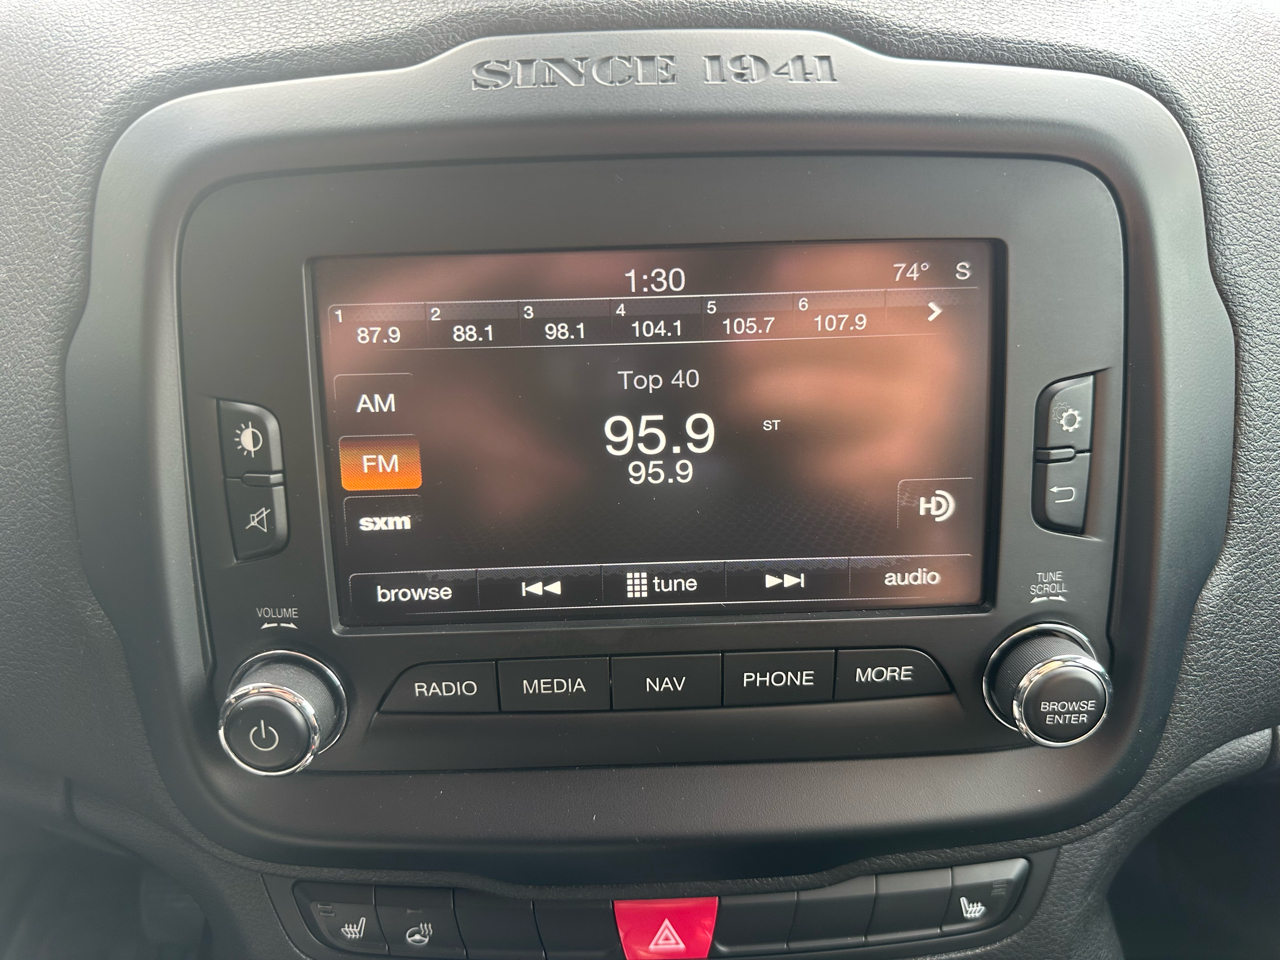 SINCE 1941
1:30
74° S
1 87.9 2 88.1 3 98.1 4 104.1 5 105.7 6 107.9
Top 40
AM
95.9 ST
FM
95.9
sxm
HD
browse tune audio
VOLUME
TUNE
SCROLL
RADIO MEDIA NAV PHONE MORE
BROWSE
ENTER